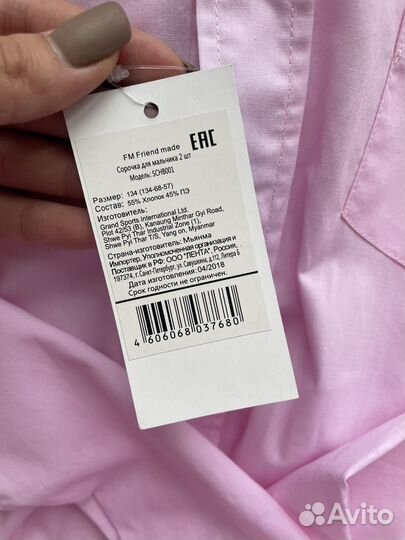 FM Friend made
EAC
Сорочка для мальчика 2 шт
Модель: SCHB001
Размер: 134 (134-68-57)
Состав: 55% Хлопок 45% ПЭ
Изготовитель:
Grand Sports International Ltd.
Plot 42/53 (B), Kanaung Minthar Gyi Road,
Shwe Pyi Thar Industrial Zone (1),
Shwe Pyi Thar T/S, Yang on, Myanmar
Страна-изготовитель: Мьянма
Импортер, Уполномоченная организация и
Поставщик в РФ: ООО "ЛЕНТА", Россия,
197374, г.Санкт-Петербург, ул. Савушкина, д.112, Литера Б
Дата изготовления: 04/2018
Срок годности не ограничен.
4 606068 037680
Avito